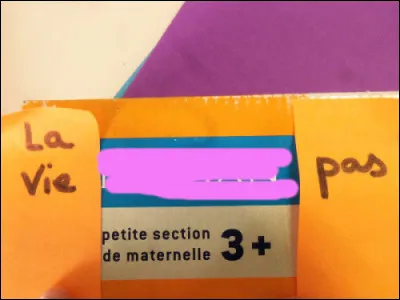 La
vie
pas
petite section
de maternelle
3+